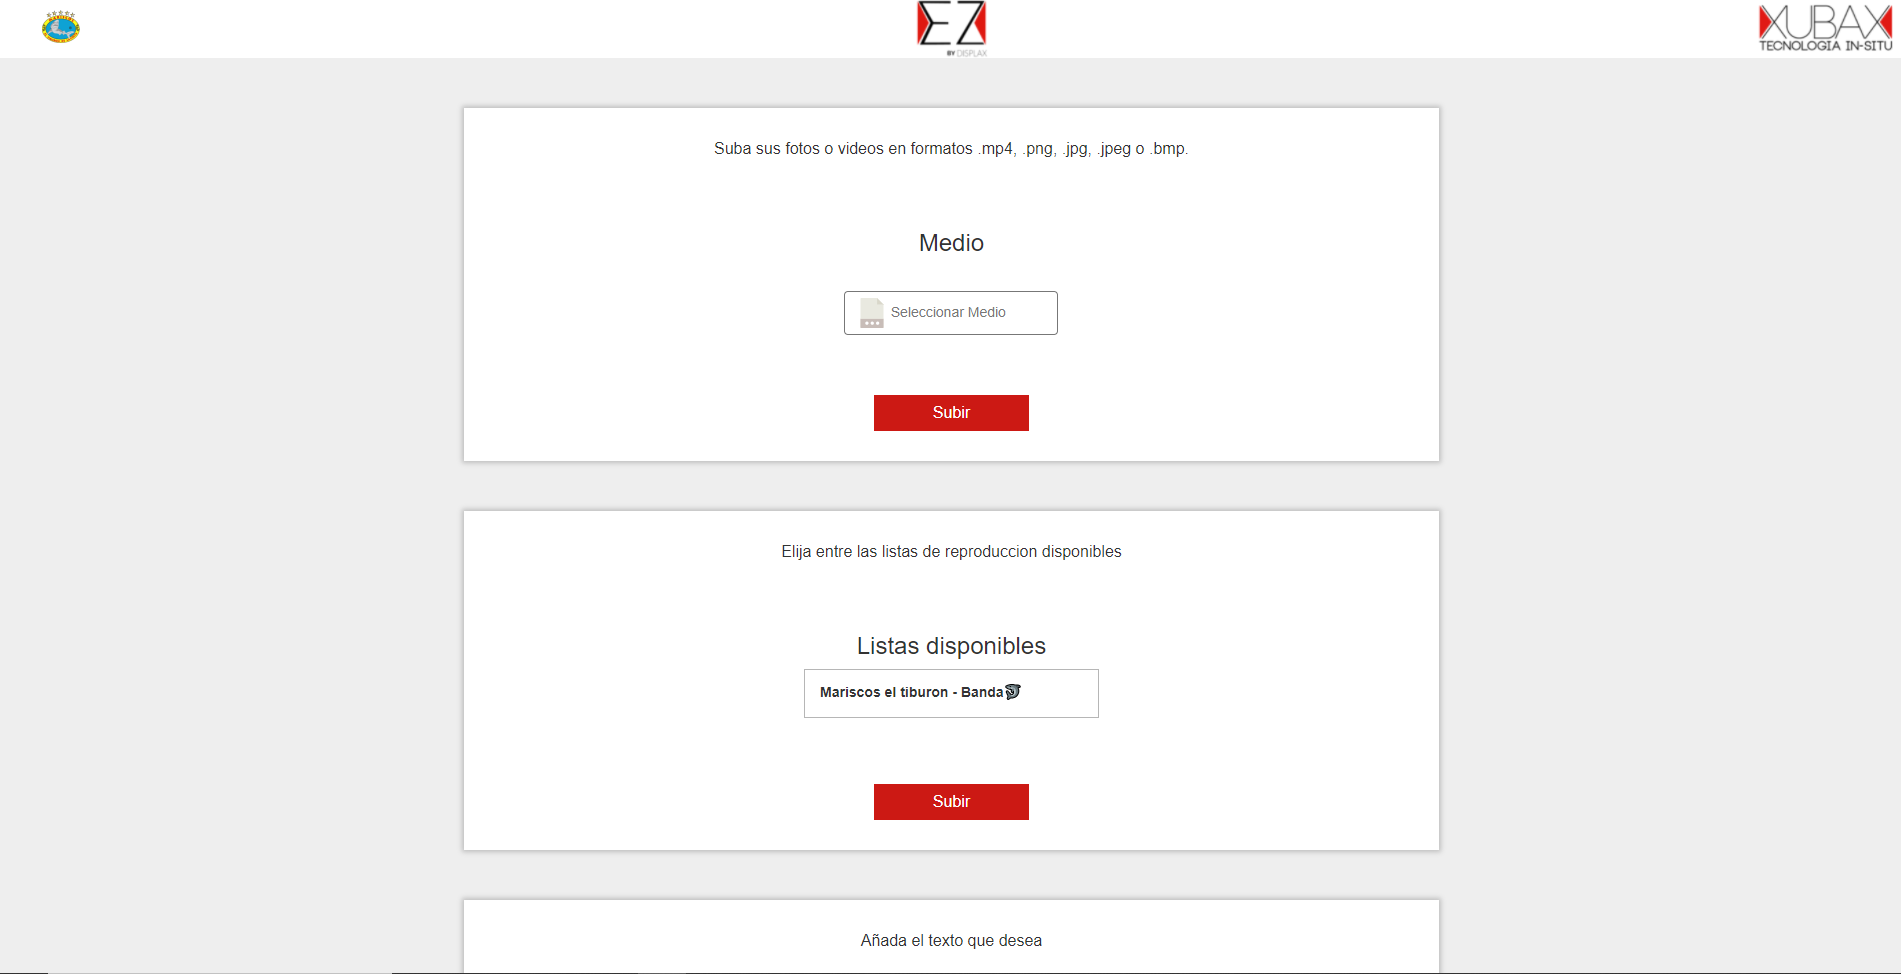 EZ
BY DISPLAX
XUBAX
TECNOLOGIA IN-SITU
Suba sus fotos o videos en formatos .mp4, .png, .jpg, .jpeg o .bmp.
Medio
Seleccionar Medio
Subir
Elija entre las listas de reproduccion disponibles
Listas disponibles
Mariscos el tiburon - Banda
Subir
Añada el texto que desea